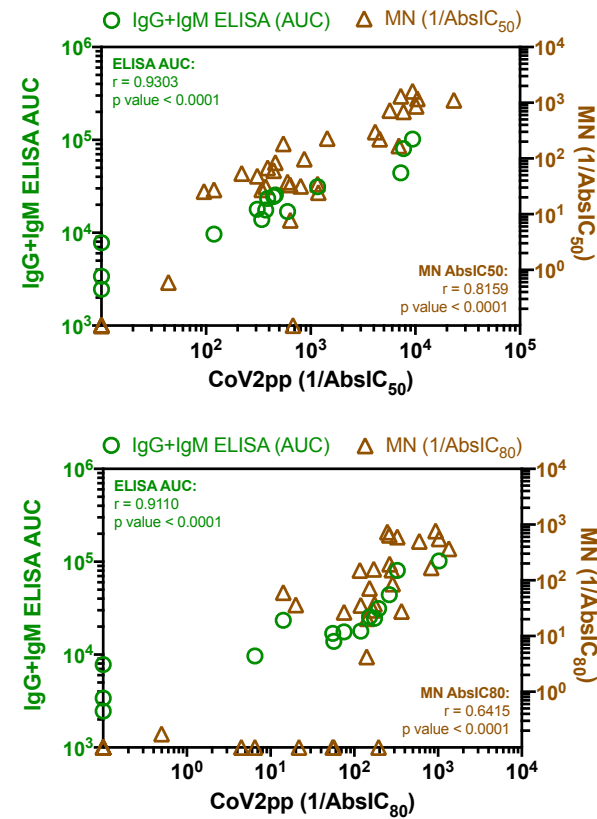 IgG+IgM ELISA (AUC) MN (1/AbsIC50)
10^6 10^4
ELISA AUC:
r = 0.9303
p value < 0.0001
10^3
10^5
10^2
10^1
10^4
10^0
MN AbsIC50:
r = 0.8159
p value < 0.0001
10^3
IgG+IgM ELISA AUC
MN (1/AbsIC50)
10^2 10^3 10^4 10^5
CoV2pp (1/AbsIC50)
IgG+IgM ELISA (AUC) MN (1/AbsIC80)
10^6 10^4
ELISA AUC:
r = 0.9110
p value < 0.0001
10^3
10^5
10^2
10^1
10^4
10^0
MN AbsIC80:
r = 0.6415
p value < 0.0001
10^3
IgG+IgM ELISA AUC
MN (1/AbsIC80)
10^0 10^1 10^2 10^3 10^4
CoV2pp (1/AbsIC80)